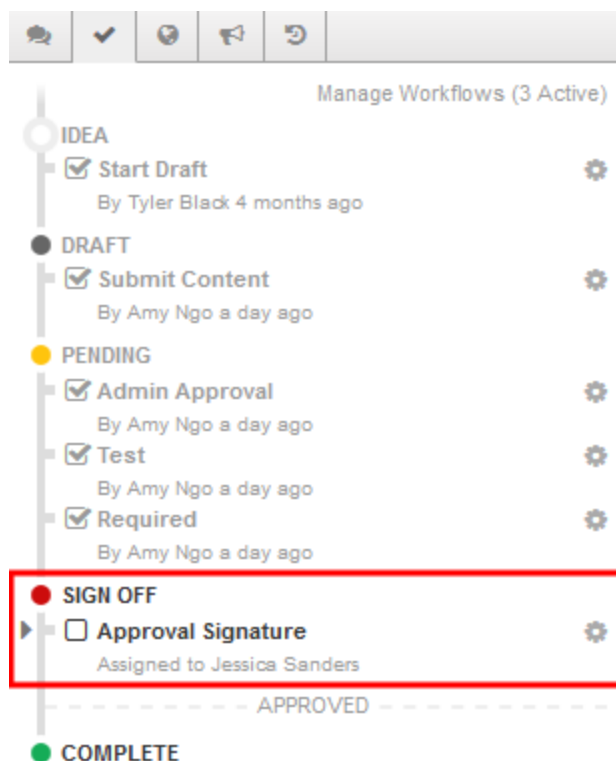 Manage Workflows (3 Active)
IDEA
Start Draft
By Tyler Black 4 months ago
DRAFT
Submit Content
By Amy Ngo a day ago
PENDING
Admin Approval
By Amy Ngo a day ago
Test
By Amy Ngo a day ago
Required
By Amy Ngo a day ago
SIGN OFF
Approval Signature
Assigned to Jessica Sanders
APPROVED
COMPLETE